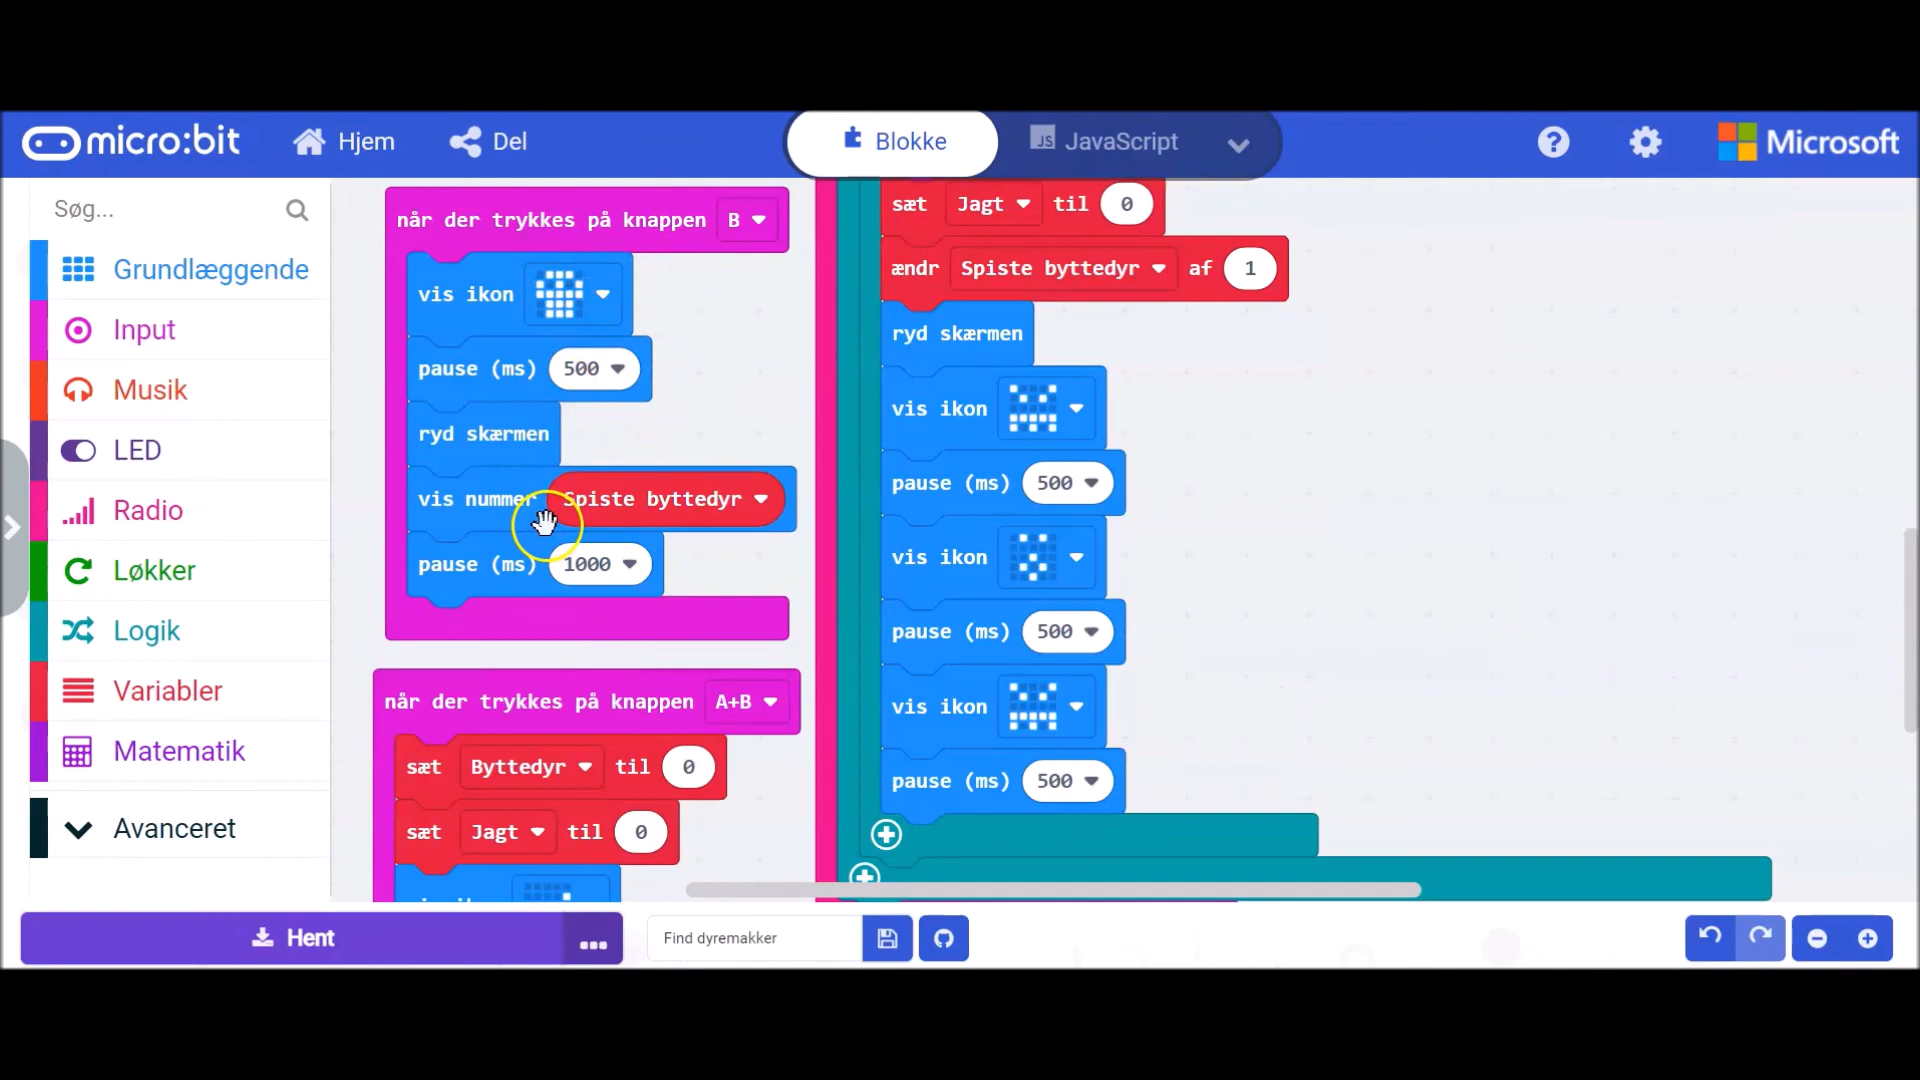 micro:bit Hjem Del Blokke JS JavaScript Microsoft
Søg...
Grundlæggende
Input
Musik
LED
Radio
Løkker
Logik
Variabler
Matematik
Avanceret
når der trykkes på knappen B
vis ikon
pause (ms) 500
ryd skærmen
vis nummer Spiste byttedyr
pause (ms) 1000
når der trykkes på knappen A+B
sæt Byttedyr til 0
sæt Jagt til 0
sæt Jagt til 0
ændr Spiste byttedyr af 1
ryd skærmen
vis ikon
pause (ms) 500
vis ikon
pause (ms) 500
vis ikon
pause (ms) 500
Hent
Find dyremakker